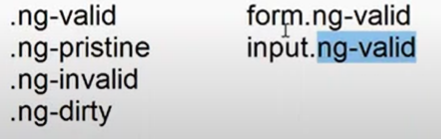 .ng-valid
.ng-pristine
.ng-invalid
.ng-dirty
form.ng-valid
input.ng-valid